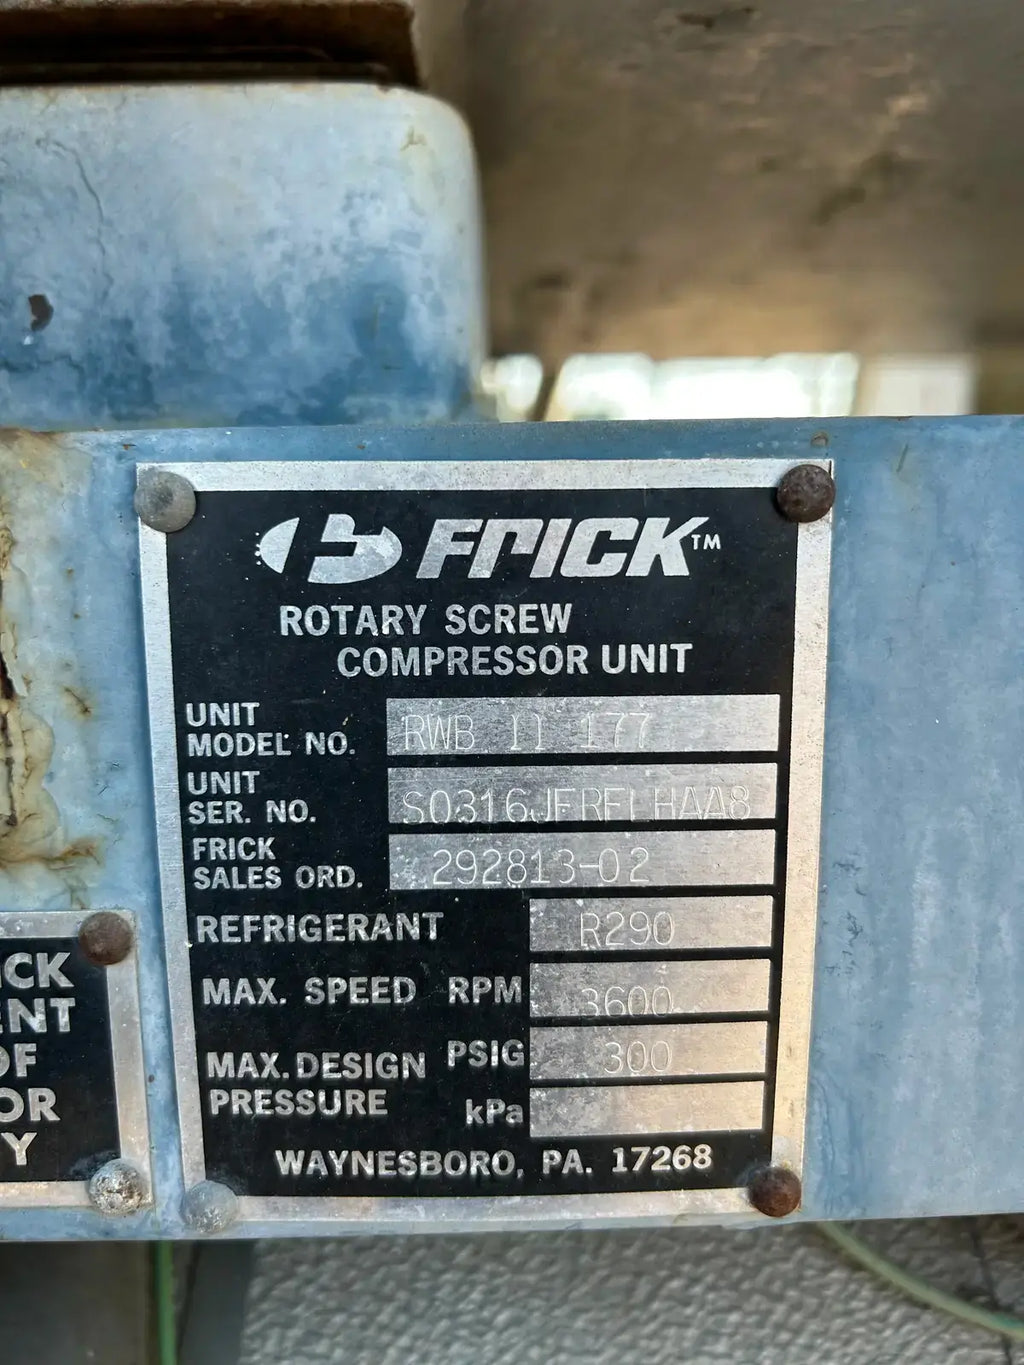 FRICK™
ROTARY SCREW
COMPRESSOR UNIT
UNIT
MODEL NO. RWB II 177
UNIT
SER. NO. S0316JFRFLHAA8
FRICK
SALES ORD. 292813-02
REFRIGERANT R290
MAX. SPEED RPM 3600
MAX. DESIGN PSIG 300
PRESSURE kPa
WAYNESBORO, PA. 17268
CK
ENT
OF
OR
Y